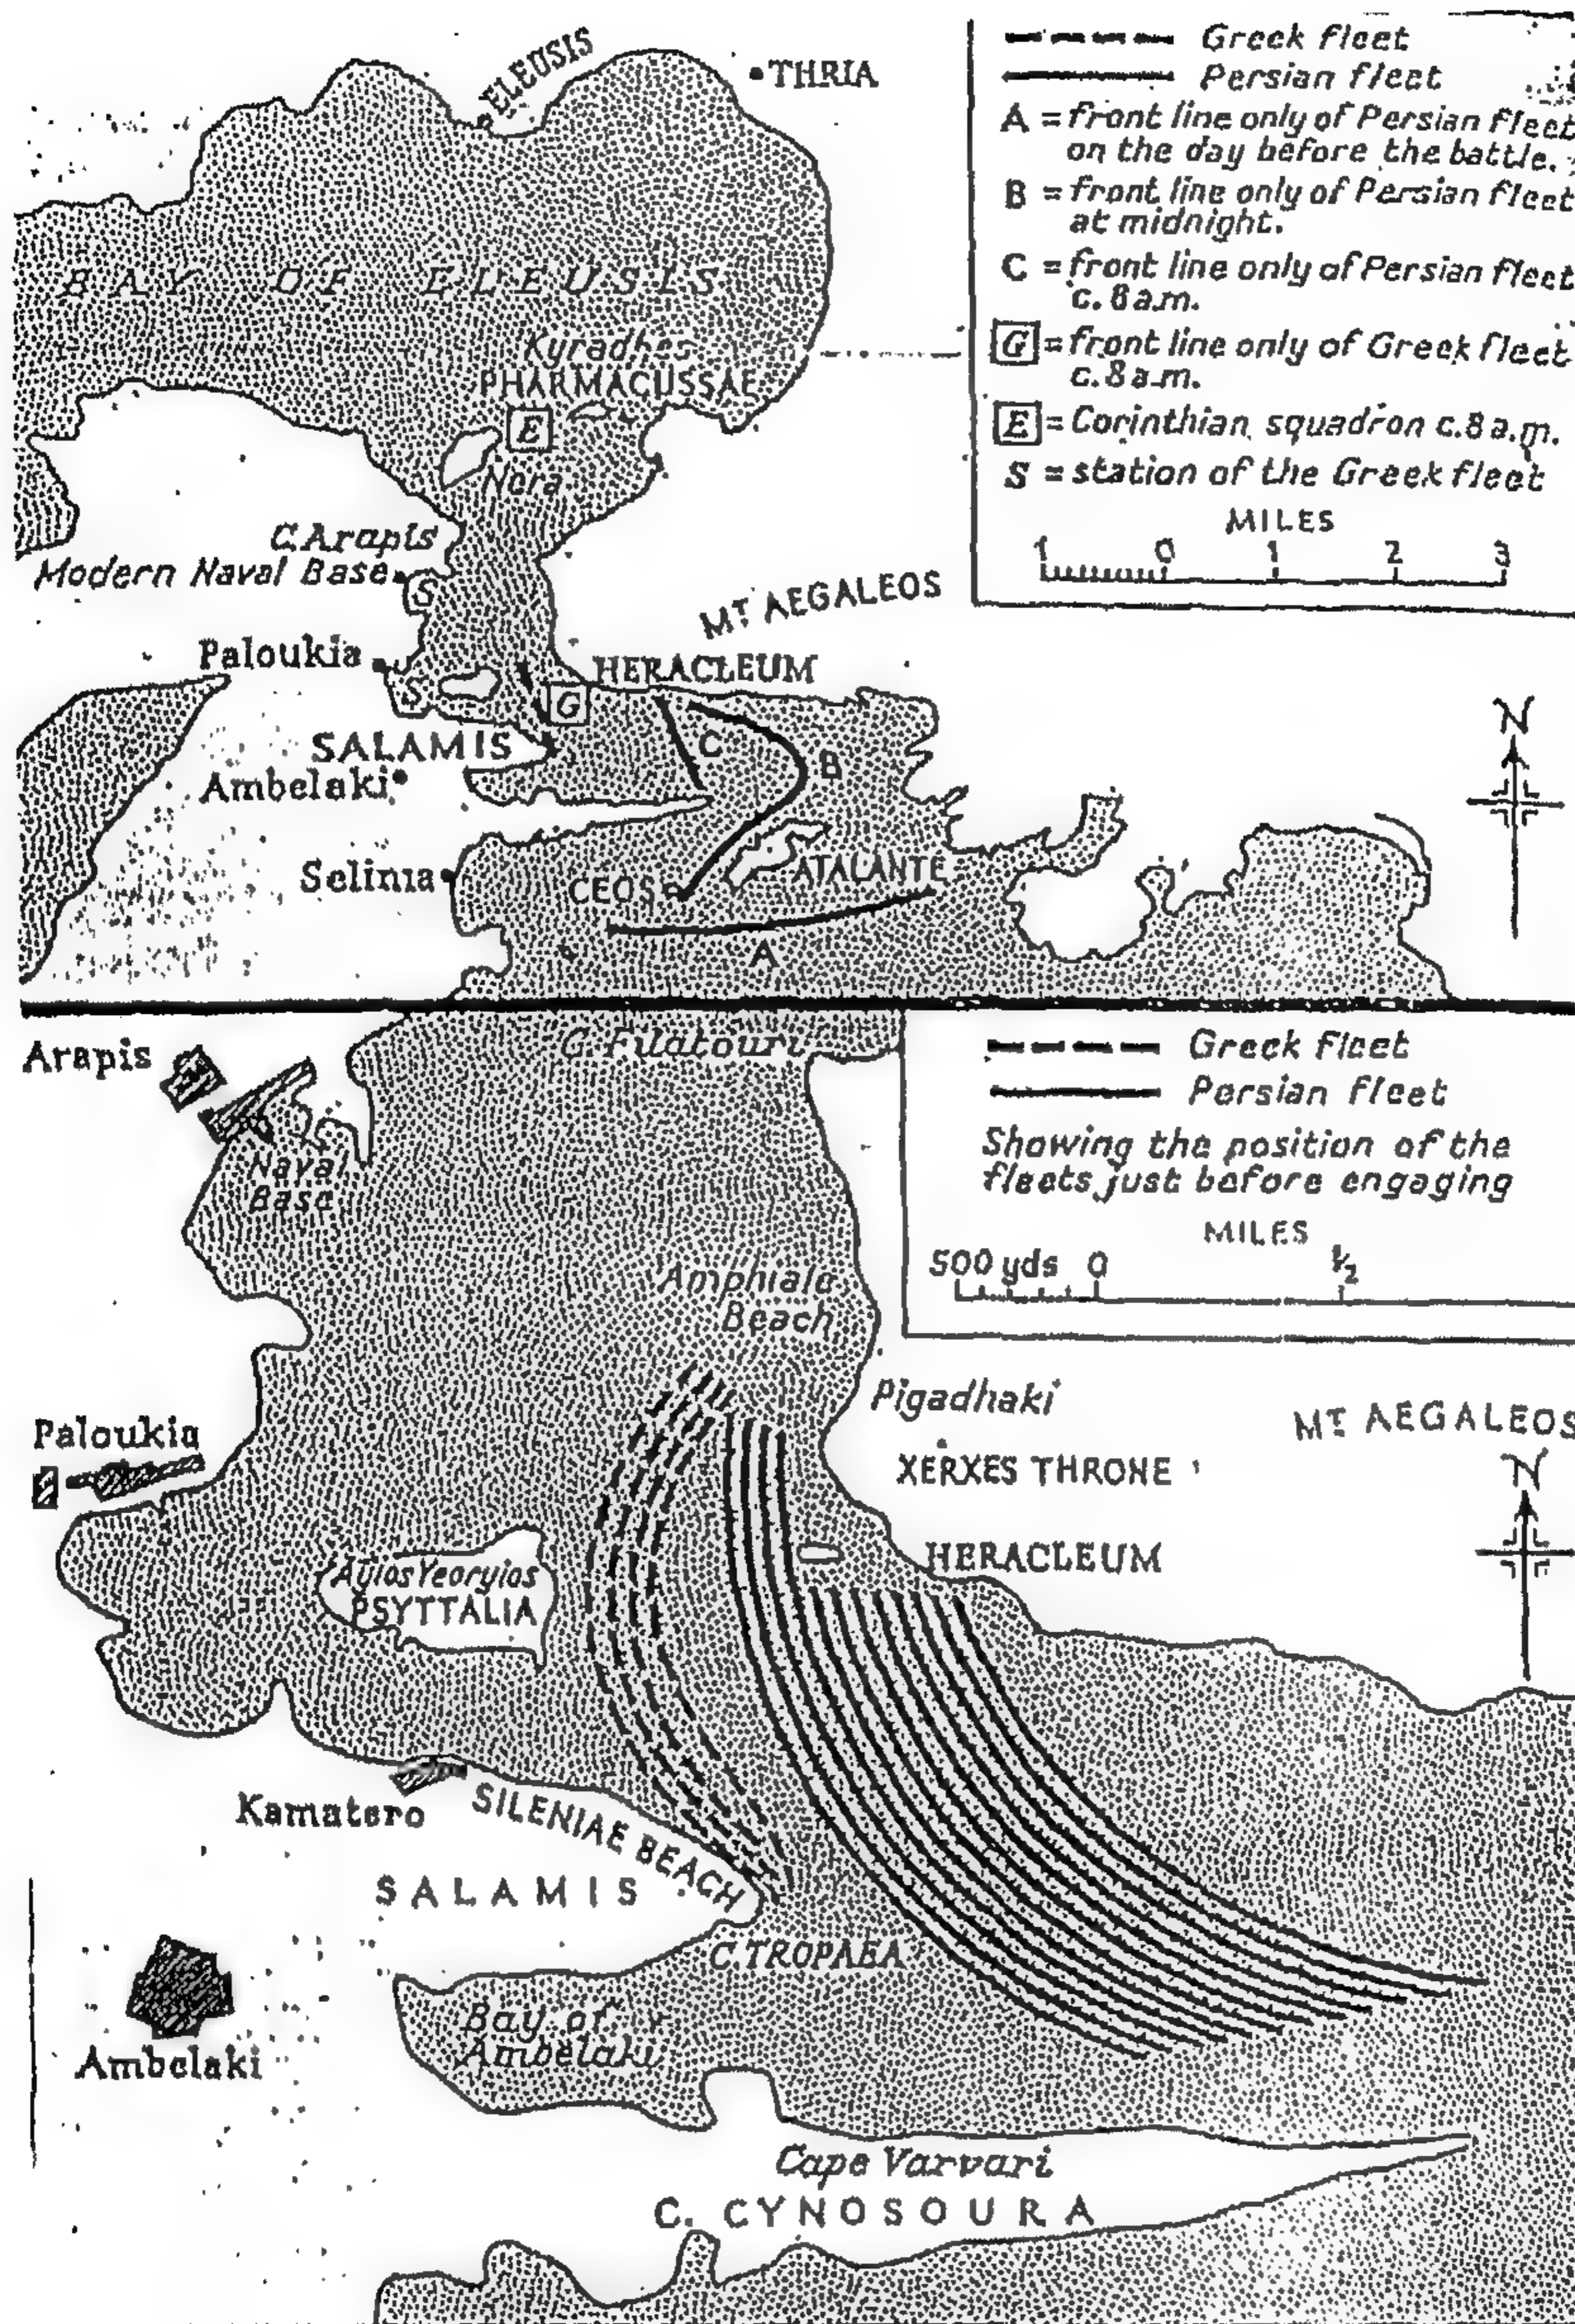 ELEUSIS
THRIA
BAY OF ELEUSIS
Kyradhes
PHARMACUSSAE
E
Nora
C. Arapis
Modern Naval Base
S
MT AEGALEOS
Paloukia
HERACLEUM
S
G
SALAMIS
C
B
Ambelaki
Selinia
CEOS
ATALANTE
A
Greek fleet
Persian fleet
A = front line only of Persian fleet
on the day before the battle.
B = front line only of Persian fleet
at midnight.
C = front line only of Persian fleet
c. 8 a.m.
G = front line only of Greek fleet
c. 8 a.m.
E = Corinthian squadron c. 8 a.m.
S = station of the Greek fleet
MILES
1 0 1 2 3
N
C. Filatouri
Arapis
Naval
Base
Greek fleet
Persian fleet
Showing the position of the
fleets just before engaging
MILES
500 yds 0 ½
Amphiale
Beach
Pigadhaki
MT AEGALEOS
Paloukia
XERXES THRONE
N
HERACLEUM
Ayios Yeoryios
PSYTTALIA
Kamatero
SILENIAE BEACH
SALAMIS
C. TROPAEA
Bay of
Ambelaki
Ambelaki
Cape Varvari
C. CYNOSOURA